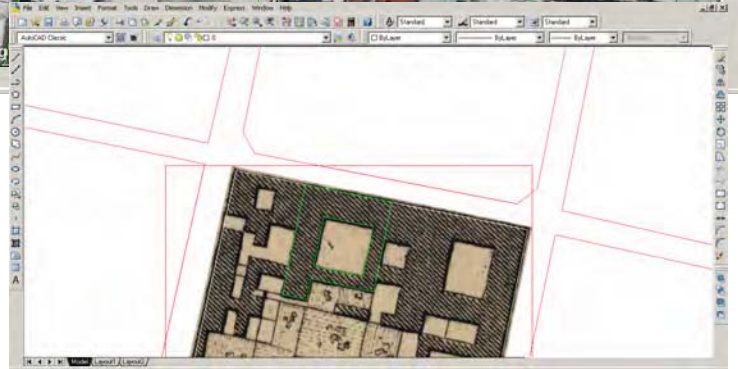 File Edit View Insert Format Tools Draw Dimension Modify Express Window Help
Standard Standard Standard
AutoCAD Classic 0 ByLayer ByLayer ByLayer
A
Model Layout1 Layout2